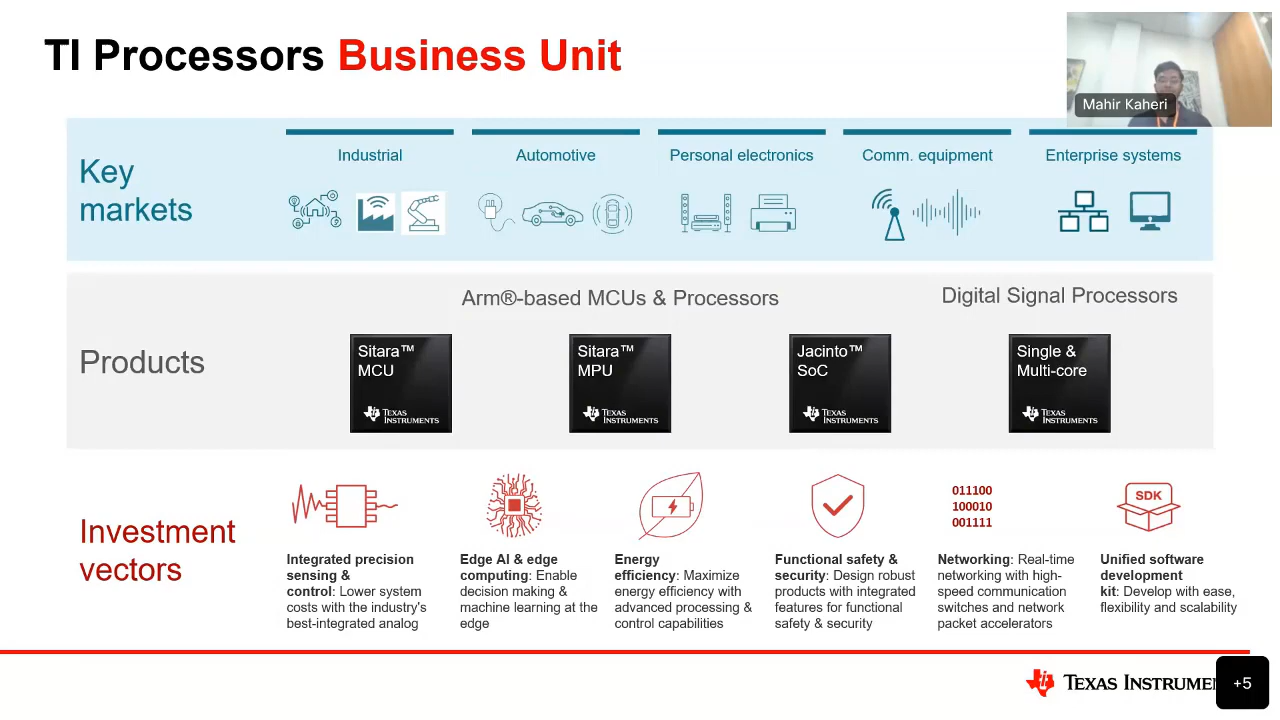 TI Processors Business Unit
Mahir Kaheri
Key
markets
Industrial
Automotive
Personal electronics
Comm. equipment
Enterprise systems
Products
Arm®-based MCUs & Processors
Digital Signal Processors
Sitara™
MCU
TEXAS
INSTRUMENTS
Sitara™
MPU
TEXAS
INSTRUMENTS
Jacinto™
SoC
TEXAS
INSTRUMENTS
Single &
Multi-core
TEXAS
INSTRUMENTS
Investment
vectors
Integrated precision
sensing &
control: Lower system
costs with the industry's
best-integrated analog
Edge AI & edge
computing: Enable
decision making &
machine learning at the
edge
Energy
efficiency: Maximize
energy efficiency with
advanced processing &
control capabilities
Functional safety &
security: Design robust
products with integrated
features for functional
safety & security
011100
100010
001111
Networking: Real-time
networking with high-
speed communication
switches and network
packet accelerators
SDK
Unified software
development
kit: Develop with ease,
flexibility and scalability
TEXAS INSTRUME
+5